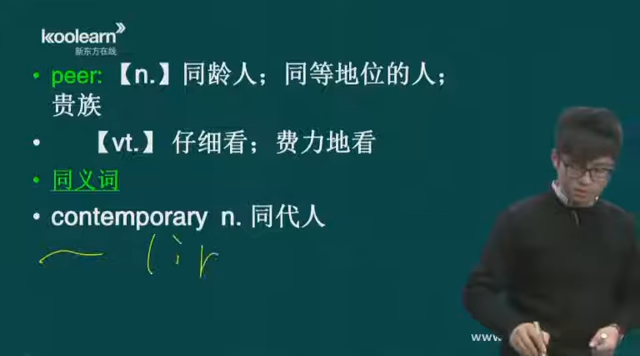 koolearn
新东方在线
• peer: 【n.】同龄人；同等地位的人；
贵族
• 【vt.】仔细看；费力地看
• 同义词
• contemporary n. 同代人
www.